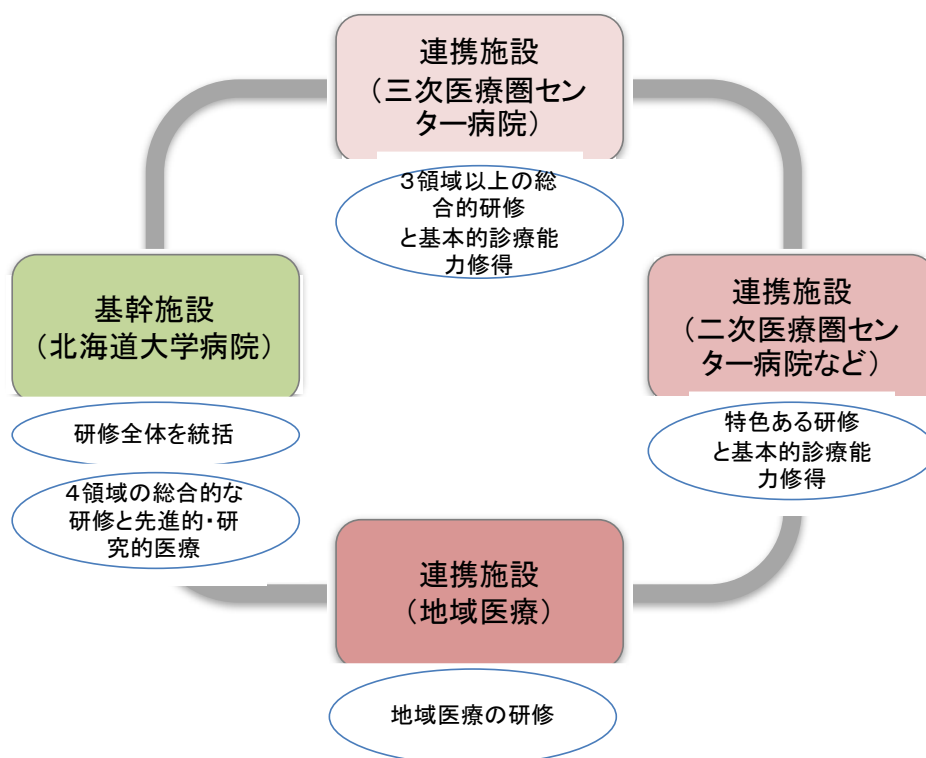 連携施設
（三次医療圏セン
ター病院）
３領域以上の総
合的研修
と基本的診療能
力修得
基幹施設
（北海道大学病院）
研修全体を統括
４領域の総合的な
研修と先進的・研
究的医療
連携施設
（二次医療圏セン
ター病院など）
特色ある研修
と基本的診療能
力修得
連携施設
（地域医療）
地域医療の研修